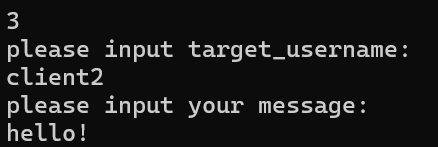 3
please input target_username:
client2
please input your message:
hello!